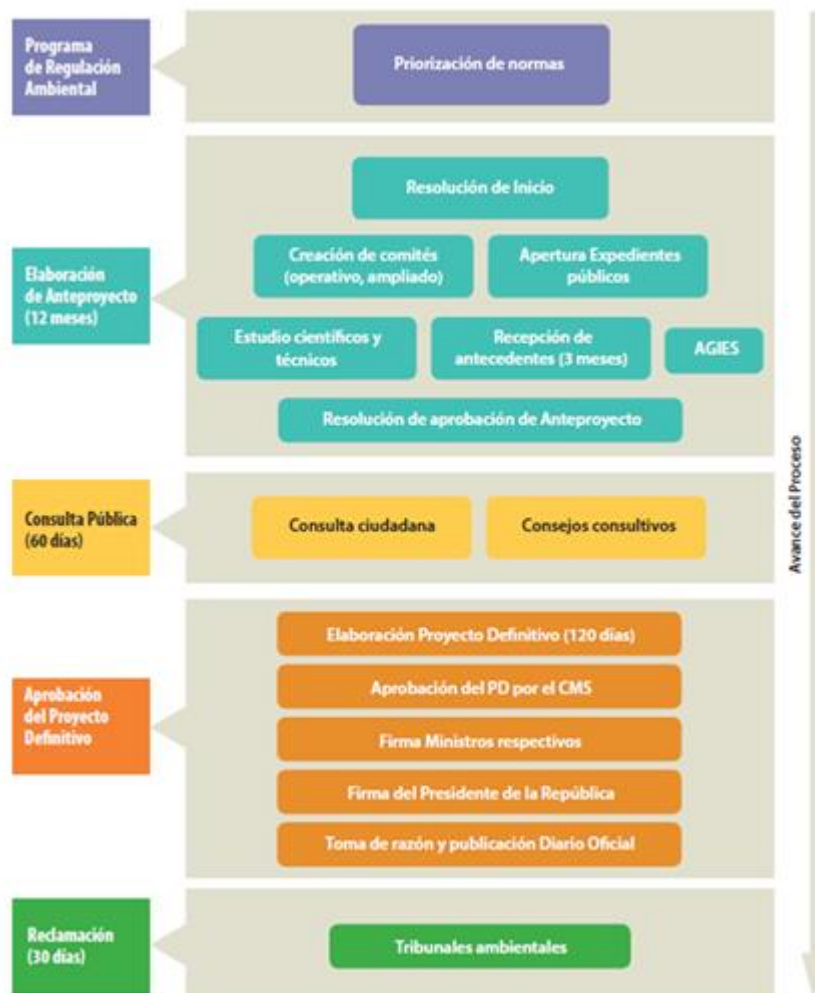 Programa
de Regulación
Ambiental
Priorización de normas
Elaboración
de Anteproyecto
(12 meses)
Resolución de Inicio
Creación de comités
(operativo, ampliado)
Apertura Expedientes
públicos
Estudio científicos y
técnicos
Recepción de
antecedentes (3 meses)
AGIES
Resolución de aprobación de Anteproyecto
Consulta Pública
(60 días)
Consulta ciudadana
Consejos consultivos
Aprobación
del Proyecto
Definitivo
Elaboración Proyecto Definitivo (120 días)
Aprobación del PD por el CMS
Firma Ministros respectivos
Firma del Presidente de la República
Toma de razón y publicación Diario Oficial
Reclamación
(30 días)
Tribunales ambientales
Avance del Proceso